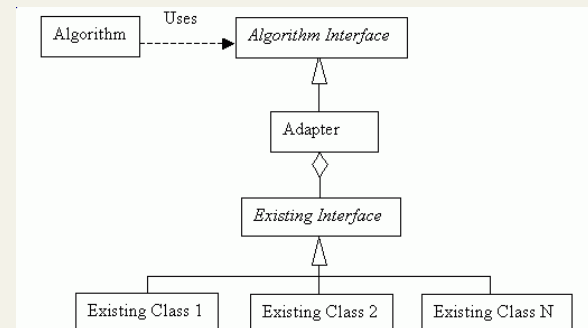 Uses
Algorithm
Algorithm Interface
Adapter
Existing Interface
Existing Class 1
Existing Class 2
Existing Class N